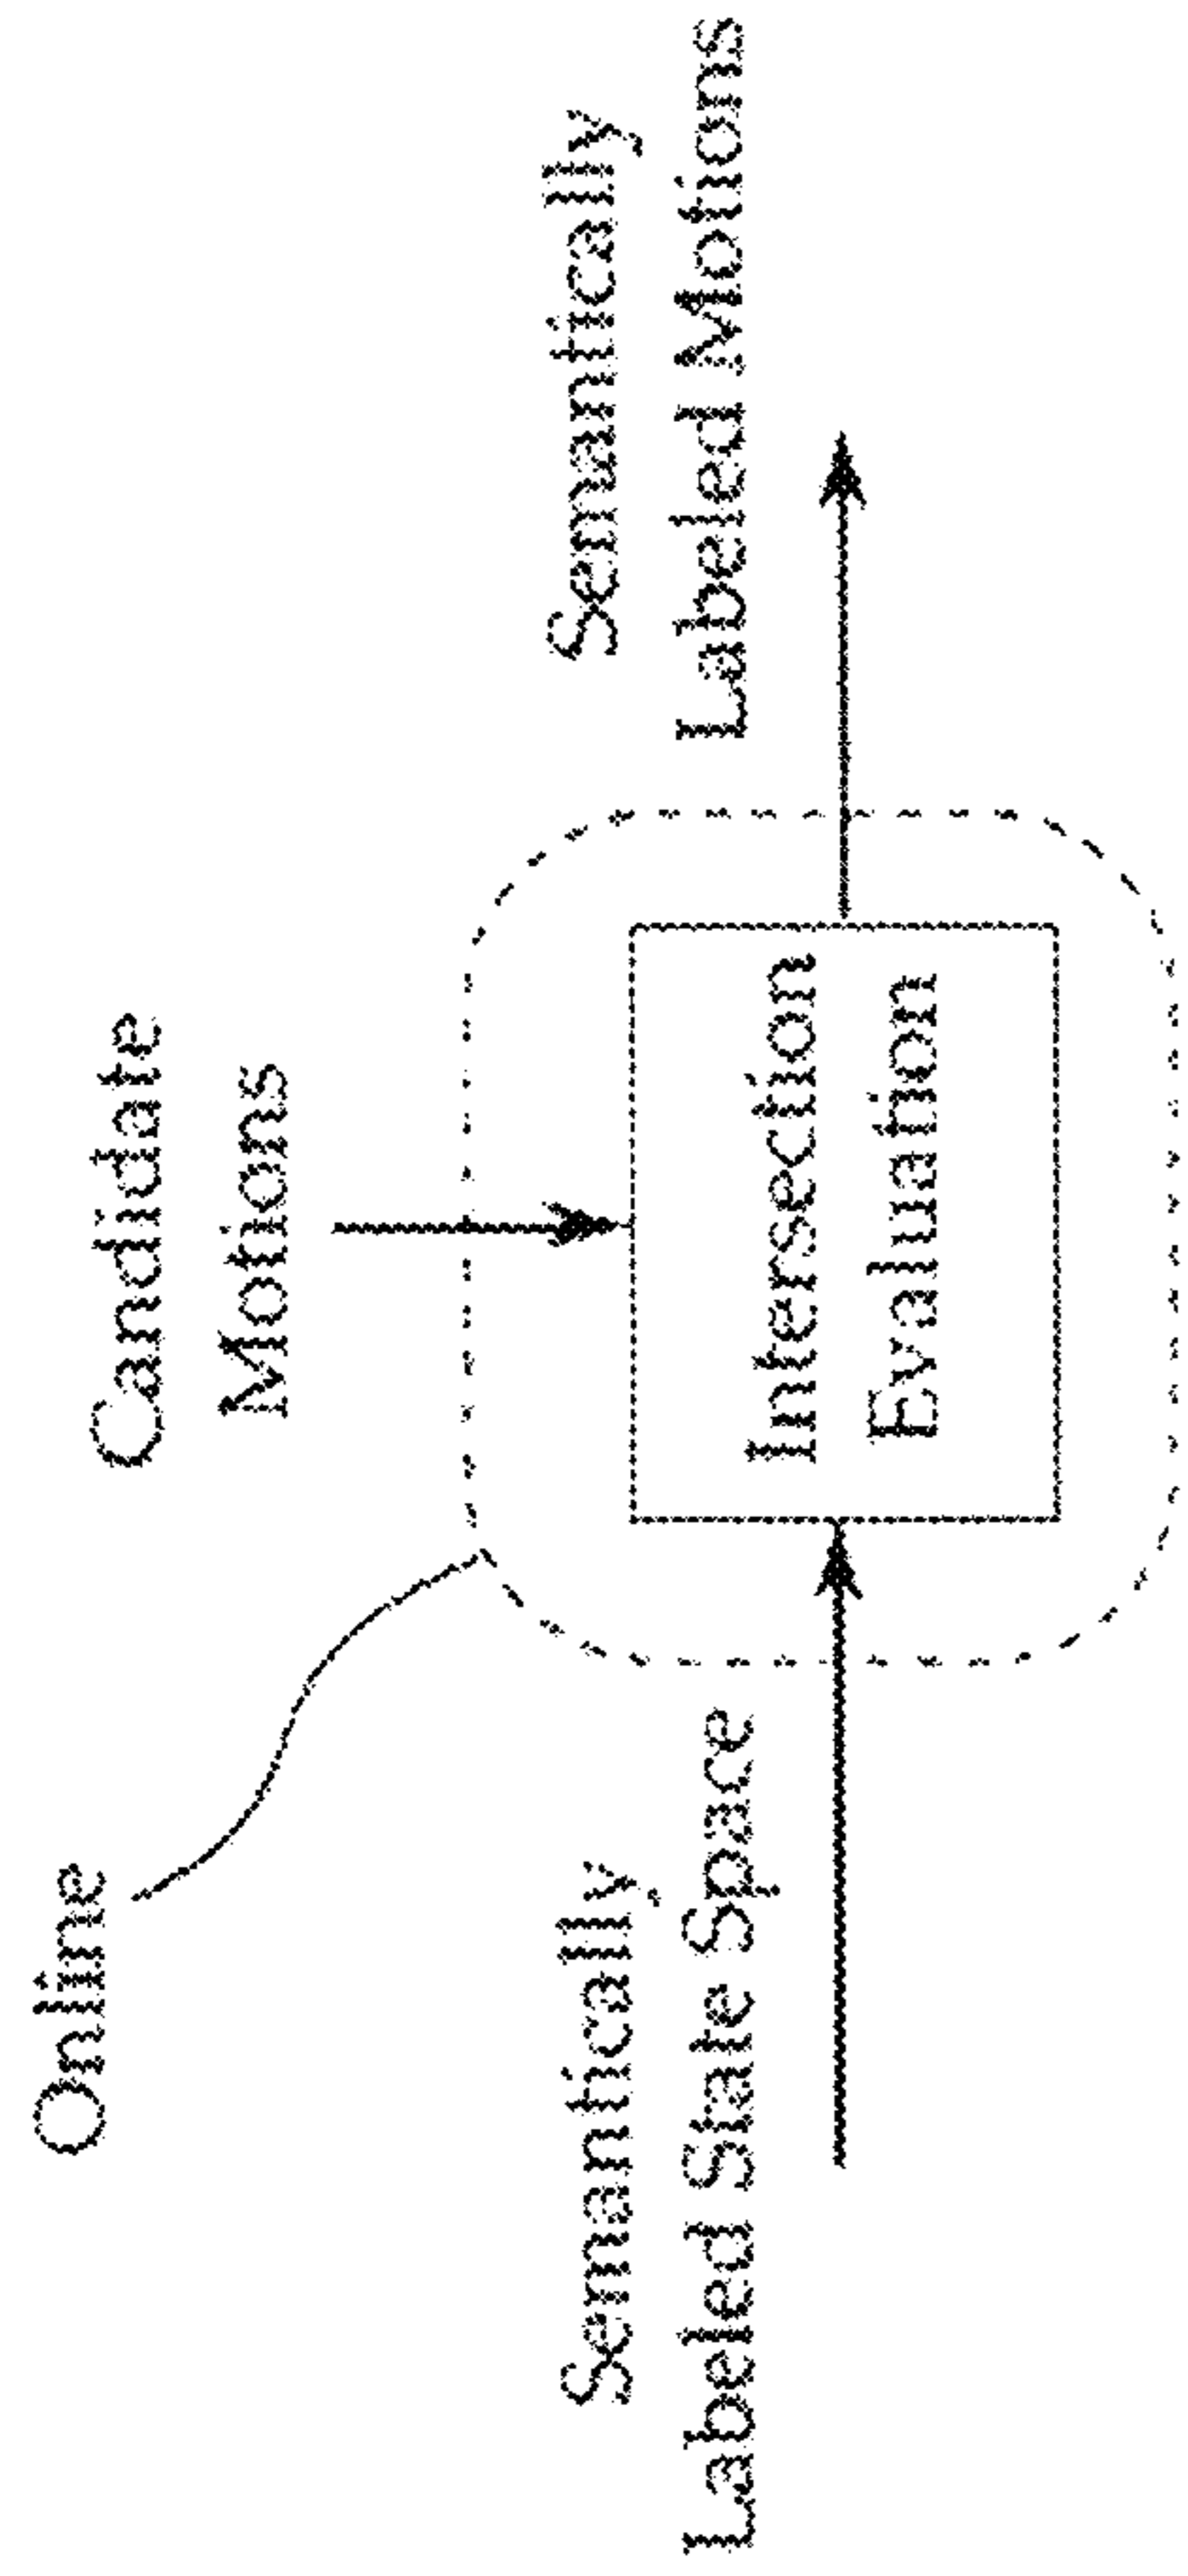 Online
Candidate
Motions
Semantically
Labeled State Space
Intersection
Evaluation
Semantically
Labeled Motions